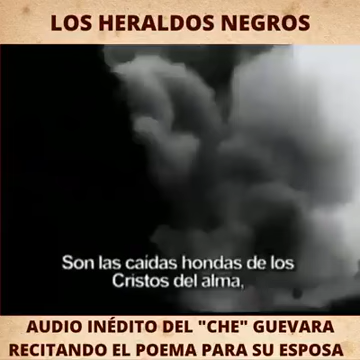 LOS HERALDOS NEGROS
Son las caídas hondas de los
Cristos del alma,
AUDIO INÉDITO DEL "CHE" GUEVARA
RECITANDO EL POEMA PARA SU ESPOSA